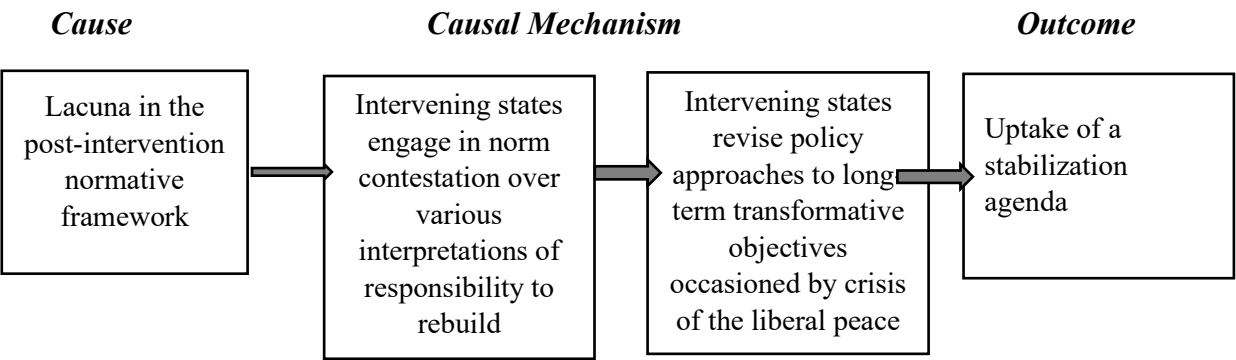 Cause
Causal Mechanism
Outcome
Lacuna in the
post-intervention
normative
framework
Intervening states
engage in norm
contestation over
various
interpretations of
responsibility to
rebuild
Intervening states
revise policy
approaches to long-
term transformative
objectives
occasioned by crisis
of the liberal peace
Uptake of a
stabilization
agenda